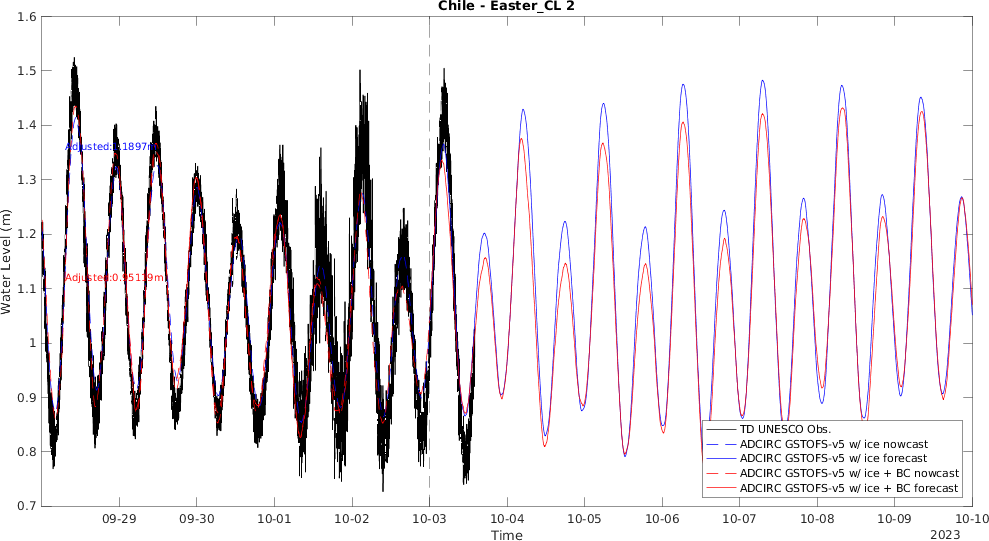 Chile - Easter_CL 2
1.6
1.5
1.4
1.3
1.2
1.1
1
0.9
0.8
0.7
Water Level (m)
Adjusted:
Adjusted:0.95119m
TD UNESCO Obs.
ADCIRC GSTOFS-v5 w/ ice nowcast
ADCIRC GSTOFS-v5 w/ ice forecast
ADCIRC GSTOFS-v5 w/ ice + BC nowcast
ADCIRC GSTOFS-v5 w/ ice + BC forecast
09-29 09-30 10-01 10-02 10-03 10-04 10-05 10-06 10-07 10-08 10-09 10-10
Time
2023